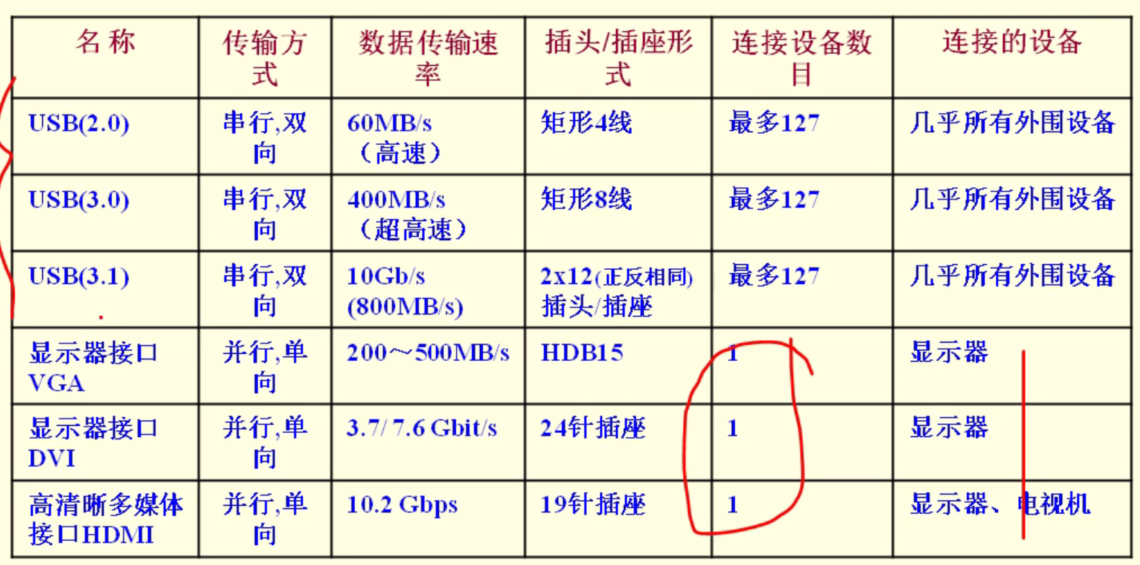 名 称 传输方式 数据传输速率 插头/插座形式 连接设备数目 连接的设备
USB(2.0) 串行,双向 60MB/s（高速） 矩形4线 最多127 几乎所有外围设备
USB(3.0) 串行,双向 400MB/s（超高速） 矩形8线 最多127 几乎所有外围设备
USB(3.1) 串行,双向 10Gb/s (800MB/s) 2x12(正反相同) 插头/插座 最多127 几乎所有外围设备
显示器接口VGA 并行,单向 200～500MB/s HDB15 1 显示器
显示器接口DVI 并行,单向 3.7/ 7.6 Gbit/s 24针插座 1 显示器
高清晰多媒体接口HDMI 并行,单向 10.2 Gbps 19针插座 1 显示器、电视机